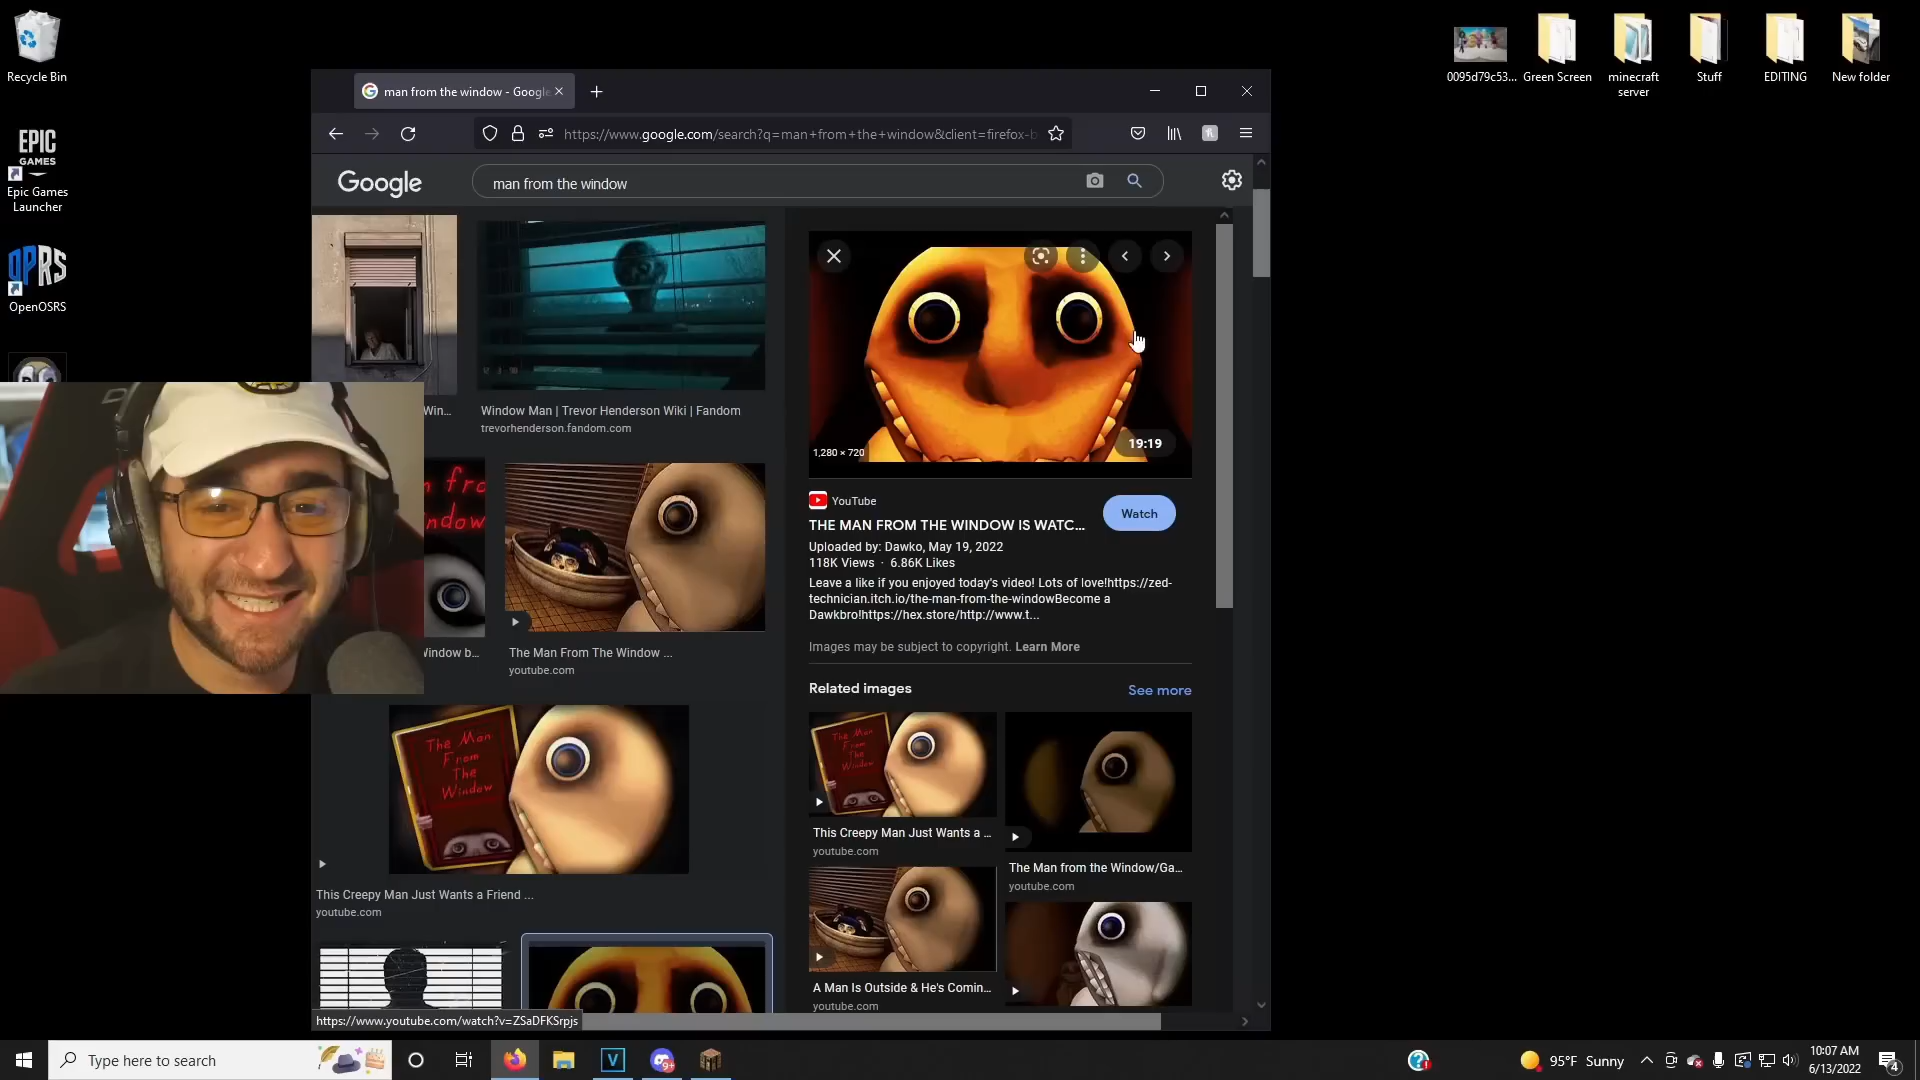 Recycle Bin
EPIC
GAMES
Epic Games
Launcher
OPRS
OpenOSRS
0095d79c53...
Green Screen
minecraft
server
Stuff
EDITING
New folder
man from the window - Google
https://www.google.com/search?q=man+from+the+window&client=firefox-b
Google
man from the window
Win...
Window Man | Trevor Henderson Wiki | Fandom
trevorhenderson.fandom.com
Window b...
The Man From The Window ...
youtube.com
The Man
From
The
Window
This Creepy Man Just Wants a Friend ...
youtube.com
19:19
1,280 × 720
YouTube
THE MAN FROM THE WINDOW IS WATC...
Watch
Uploaded by: Dawko, May 19, 2022
118K Views · 6.86K Likes
Leave a like if you enjoyed today's video! Lots of love!https://zed-
technician.itch.io/the-man-from-the-windowBecome a
Dawkbro!https://hex.store/http://www.t...
Images may be subject to copyright. Learn More
Related images
See more
The Man
From
The
Window
This Creepy Man Just Wants a ...
youtube.com
The Man from the Window/Ga...
youtube.com
A Man Is Outside & He's Comin...
youtube.com
https://www.youtube.com/watch?v=ZSaDFKSrpjs
Type here to search
V
9+
95°F Sunny
10:07 AM
6/13/2022
4